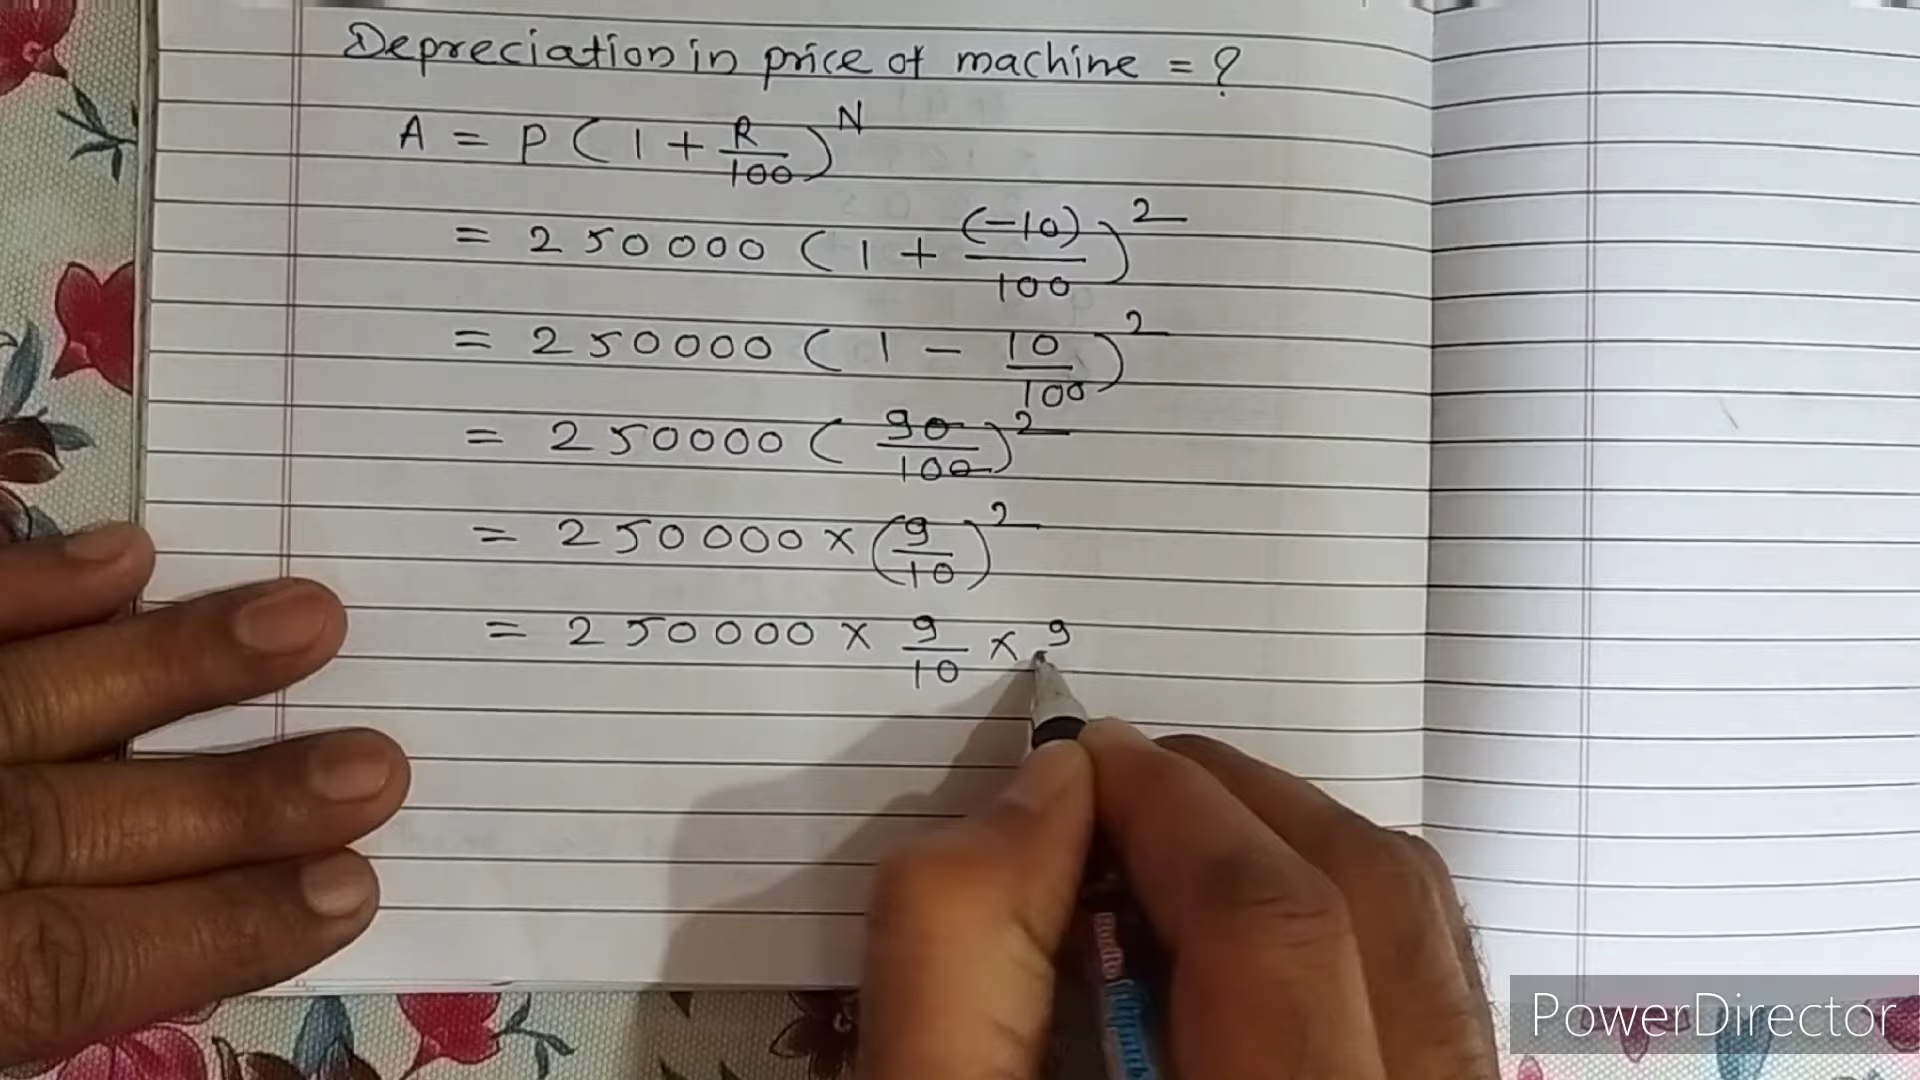 Depreciation in price of machine = ?
A = P ( 1 + R/100 )^N
= 250000 ( 1 + (-10)/100 )^2
= 250000 ( 1 - 10/100 )^2
= 250000 ( 90/100 )^2
= 250000 × ( 9/10 )^2
= 250000 × 9/10 × 9
PowerDirector